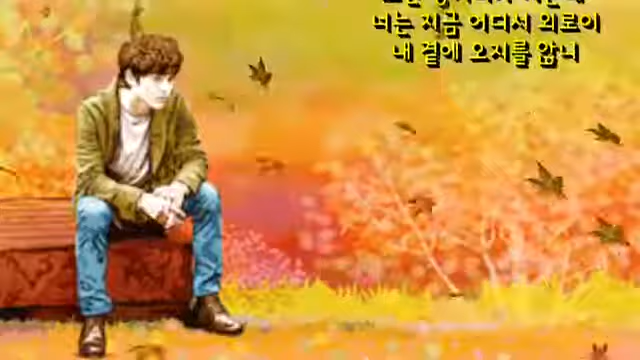 너는 지금 어디서 외로이
내 곁에 오지를 않니